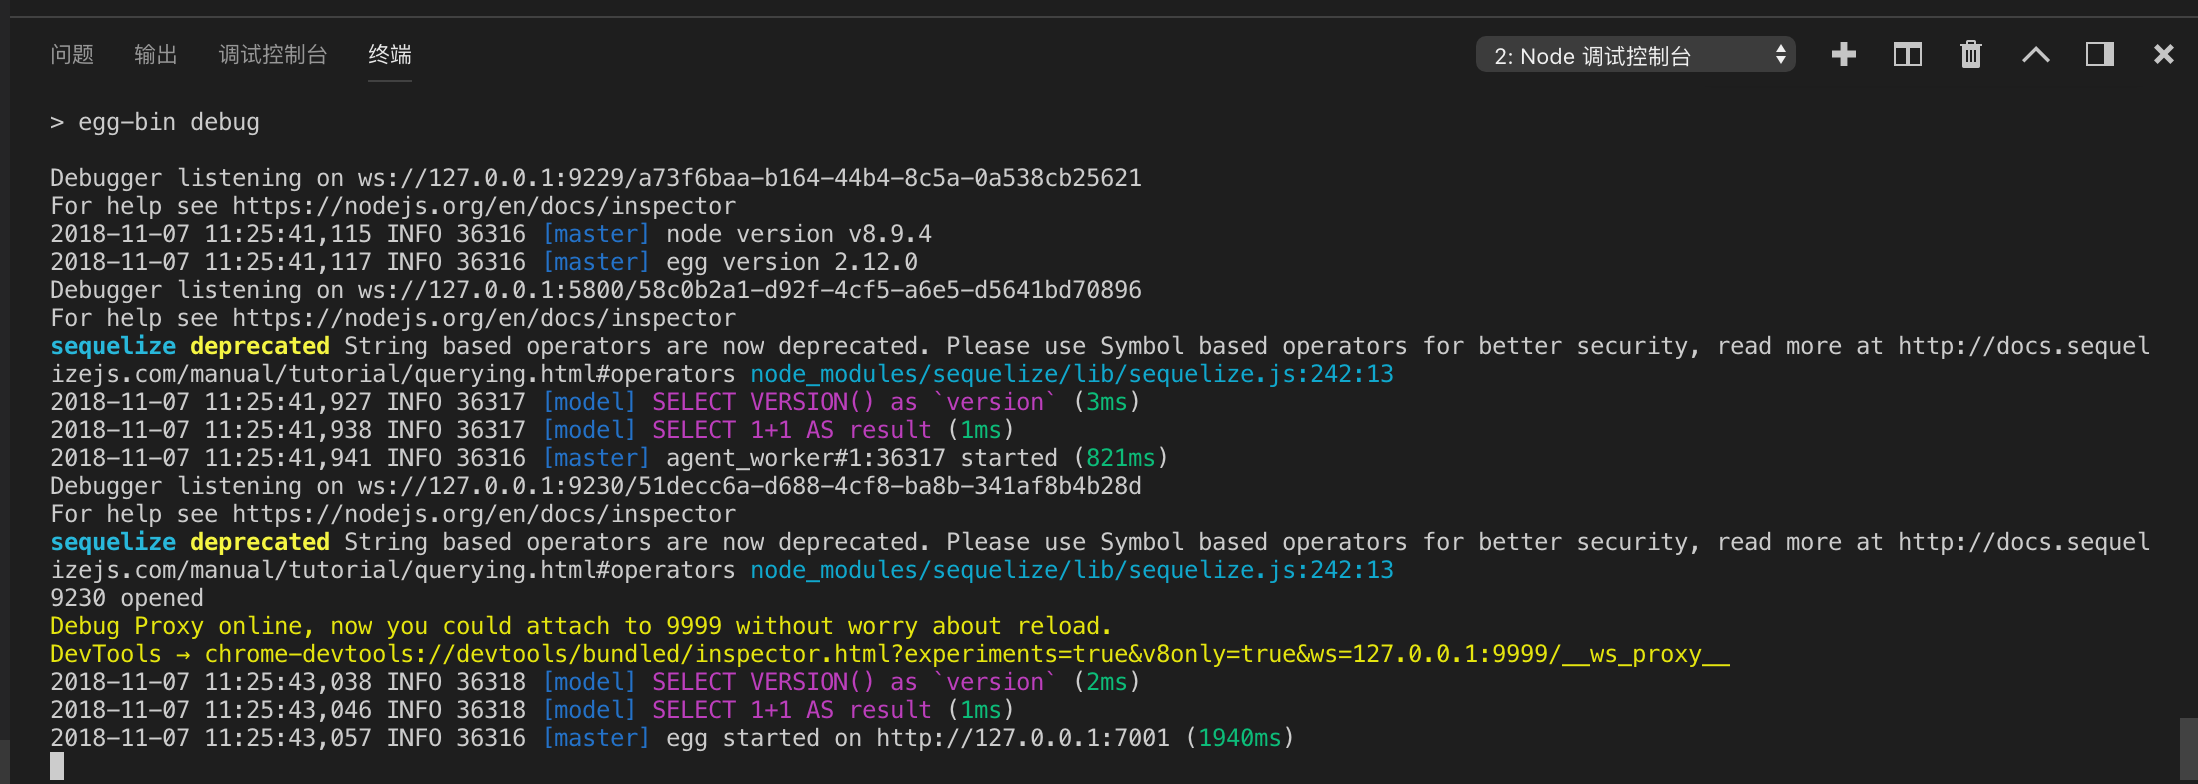 问题 输出 调试控制台 终端 2: Node 调试控制台
> egg-bin debug
Debugger listening on ws://127.0.0.1:9229/a73f6baa-b164-44b4-8c5a-0a538cb25621
For help see https://nodejs.org/en/docs/inspector
2018-11-07 11:25:41,115 INFO 36316 [master] node version v8.9.4
2018-11-07 11:25:41,117 INFO 36316 [master] egg version 2.12.0
Debugger listening on ws://127.0.0.1:5800/58c0b2a1-d92f-4cf5-a6e5-d5641bd70896
For help see https://nodejs.org/en/docs/inspector
sequelize deprecated String based operators are now deprecated. Please use Symbol based operators for better security, read more at http://docs.sequel
izejs.com/manual/tutorial/querying.html#operators node_modules/sequelize/lib/sequelize.js:242:13
2018-11-07 11:25:41,927 INFO 36317 [model] SELECT VERSION() as `version` (3ms)
2018-11-07 11:25:41,938 INFO 36317 [model] SELECT 1+1 AS result (1ms)
2018-11-07 11:25:41,941 INFO 36316 [master] agent_worker#1:36317 started (821ms)
Debugger listening on ws://127.0.0.1:9230/51decc6a-d688-4cf8-ba8b-341af8b4b28d
For help see https://nodejs.org/en/docs/inspector
sequelize deprecated String based operators are now deprecated. Please use Symbol based operators for better security, read more at http://docs.sequel
izejs.com/manual/tutorial/querying.html#operators node_modules/sequelize/lib/sequelize.js:242:13
9230 opened
Debug Proxy online, now you could attach to 9999 without worry about reload.
DevTools → chrome-devtools://devtools/bundled/inspector.html?experiments=true&v8only=true&ws=127.0.0.1:9999/__ws_proxy__
2018-11-07 11:25:43,038 INFO 36318 [model] SELECT VERSION() as `version` (2ms)
2018-11-07 11:25:43,046 INFO 36318 [model] SELECT 1+1 AS result (1ms)
2018-11-07 11:25:43,057 INFO 36316 [master] egg started on http://127.0.0.1:7001 (1940ms)